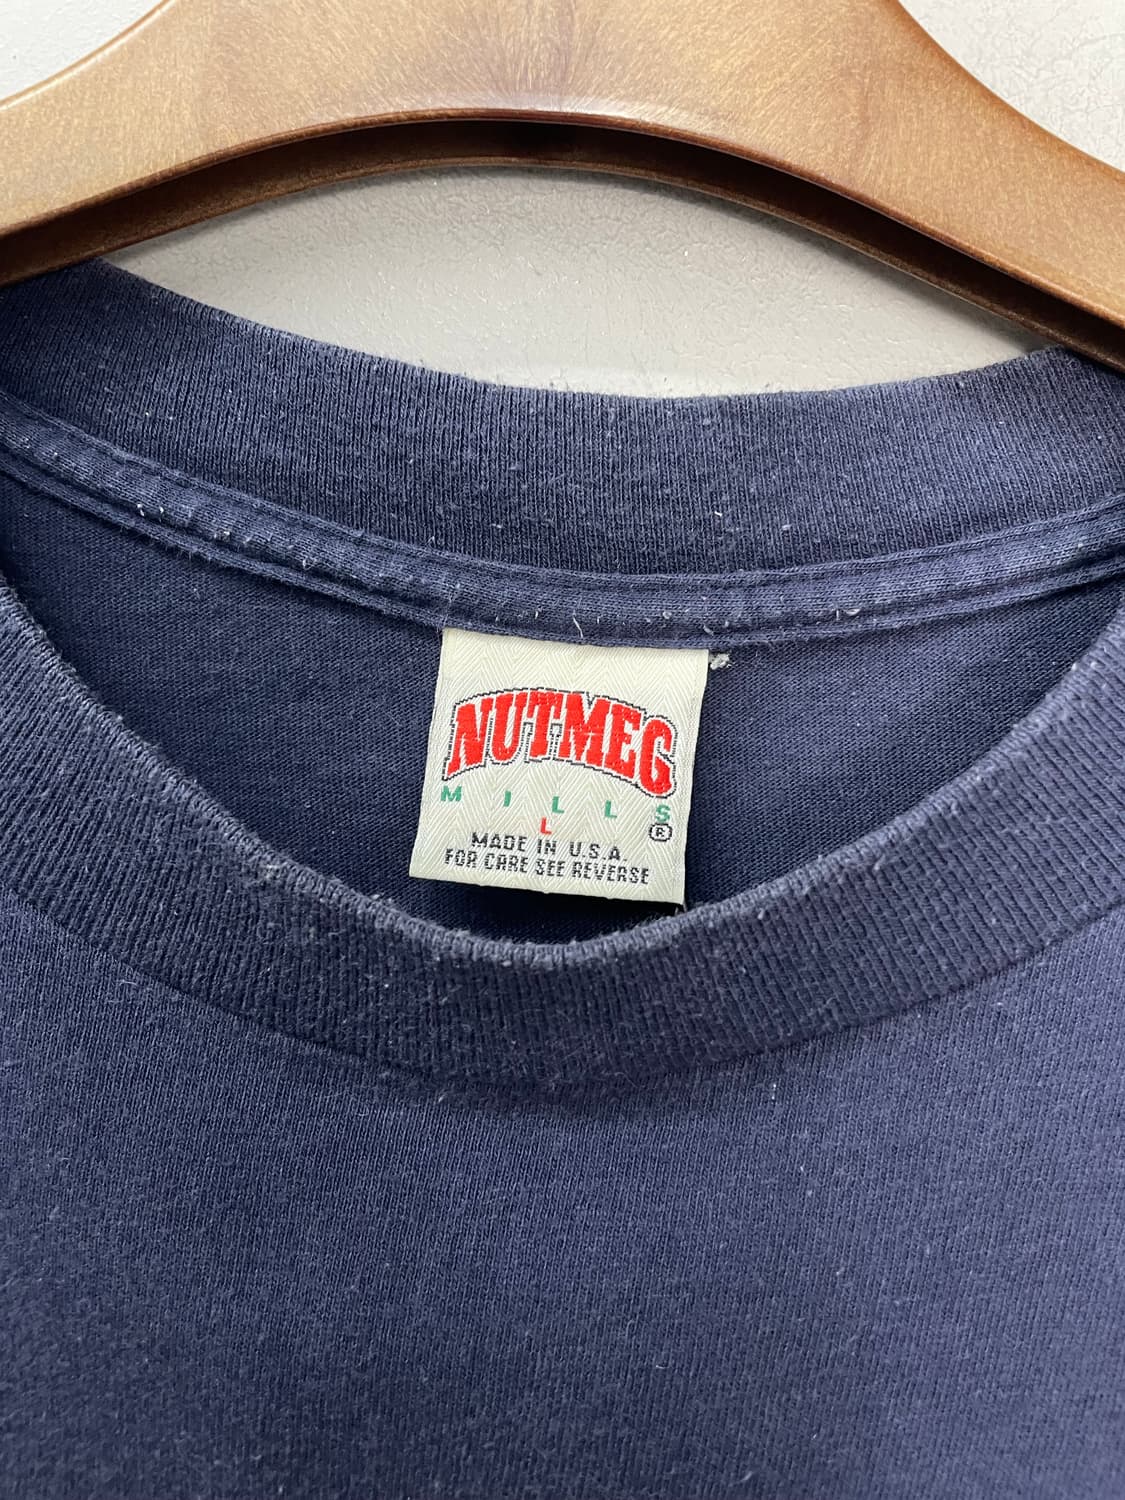 NUTMEG
MILLS
®
L
MADE IN U.S.A.
FOR CARE SEE REVERSE